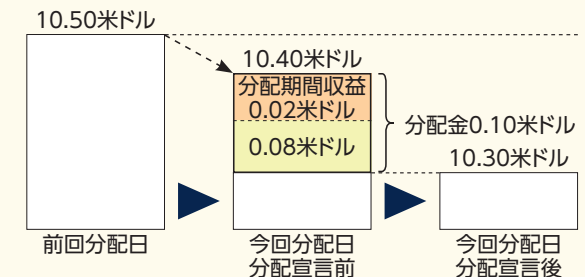 10.50米ドル
10.40米ドル
分配期間収益
0.02米ドル
0.08米ドル
分配金0.10米ドル
10.30米ドル
前回分配日
今回分配日
分配宣言前
今回分配日
分配宣言後